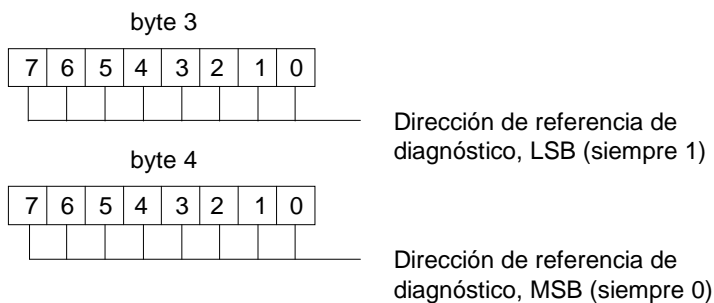 byte 3
7 6 5 4 3 2 1 0
Dirección de referencia de
diagnóstico, LSB (siempre 1)
byte 4
7 6 5 4 3 2 1 0
Dirección de referencia de
diagnóstico, MSB (siempre 0)